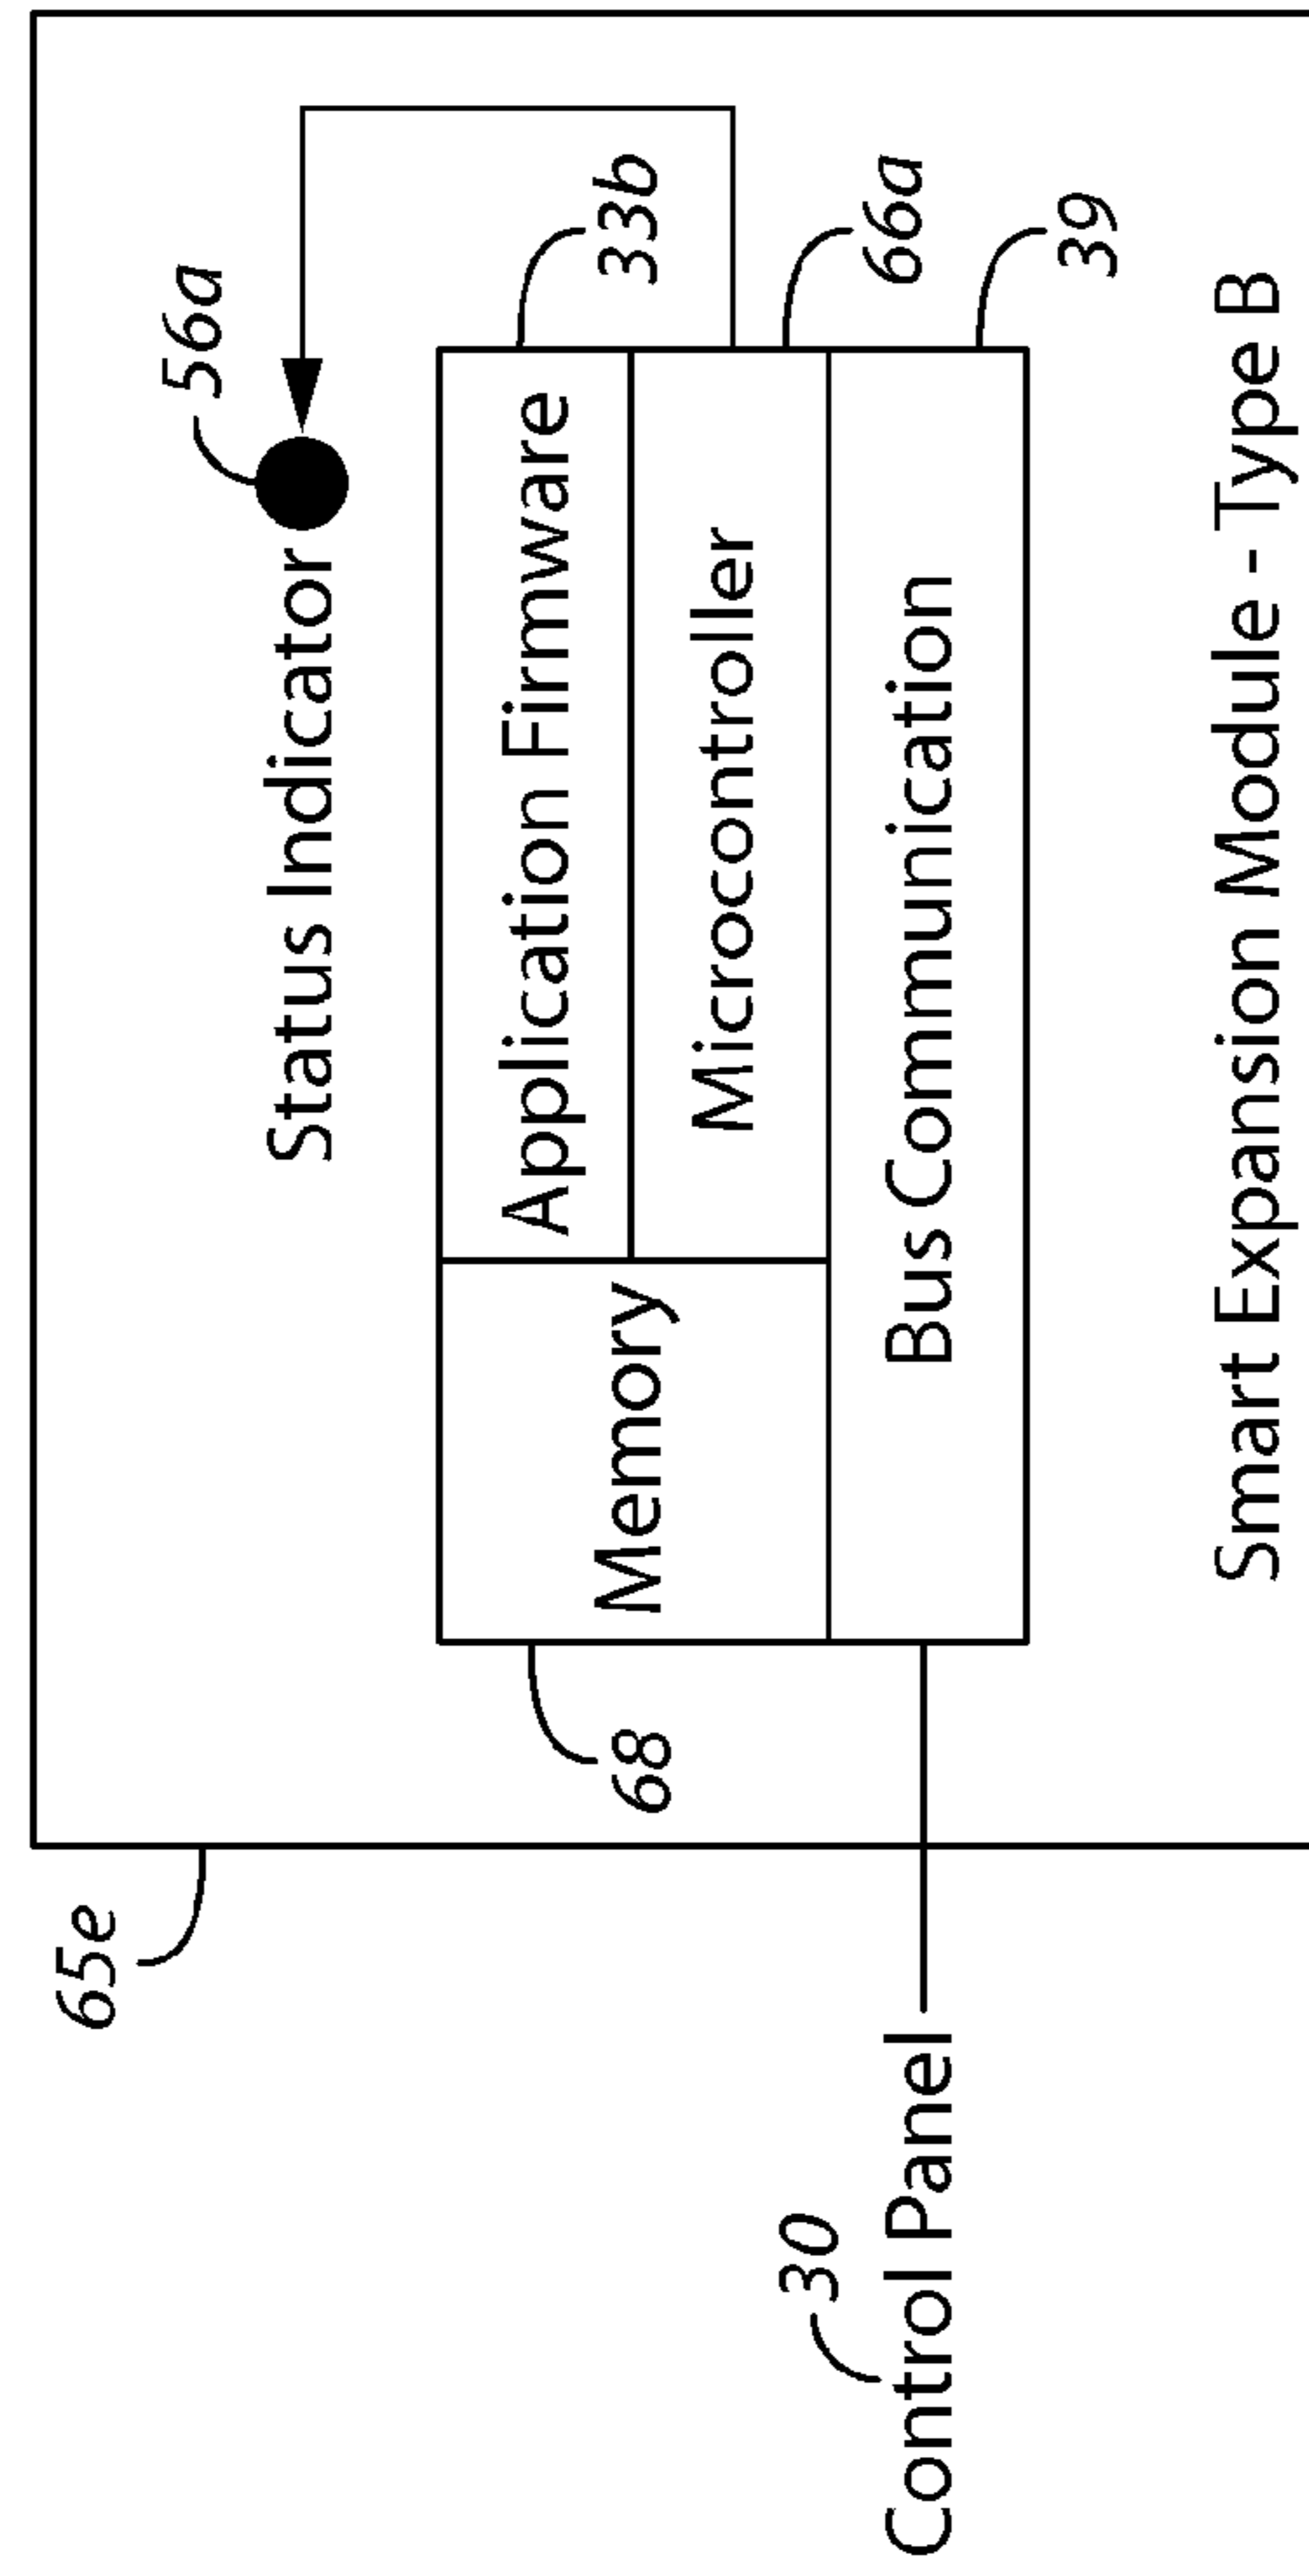 65e
56a
Status Indicator
33b
Application Firmware
68
Memory
Microcontroller
66a
30
Control Panel
Bus Communication
39
Smart Expansion Module - Type B